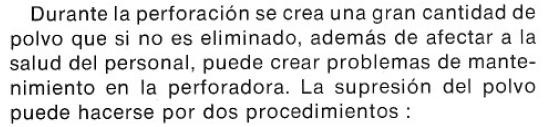 Durante la perforación se crea una gran cantidad de
polvo que si no es eliminado, además de afectar a la
salud del personal, puede crear problemas de mante-
nimiento en la perforadora. La supresión del polvo
puede hacerse por dos procedimientos :